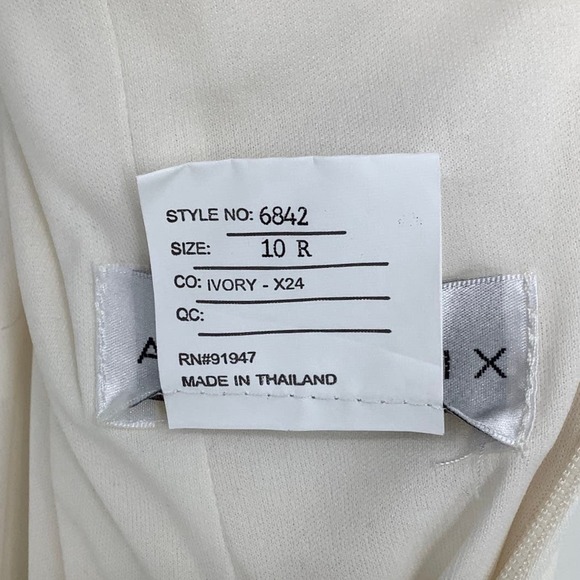 STYLE NO: 6842
SIZE: 10 R
CO: IVORY - X24
QC:
A X
RN#91947
MADE IN THAILAND